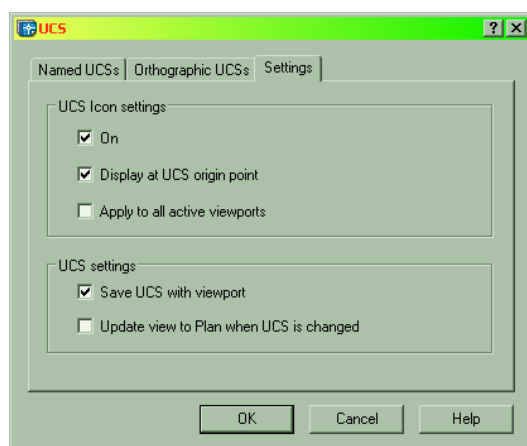 UCS
Named UCSs Orthographic UCSs Settings
UCS Icon settings
On
Display at UCS origin point
Apply to all active viewports
UCS settings
Save UCS with viewport
Update view to Plan when UCS is changed
OK Cancel Help